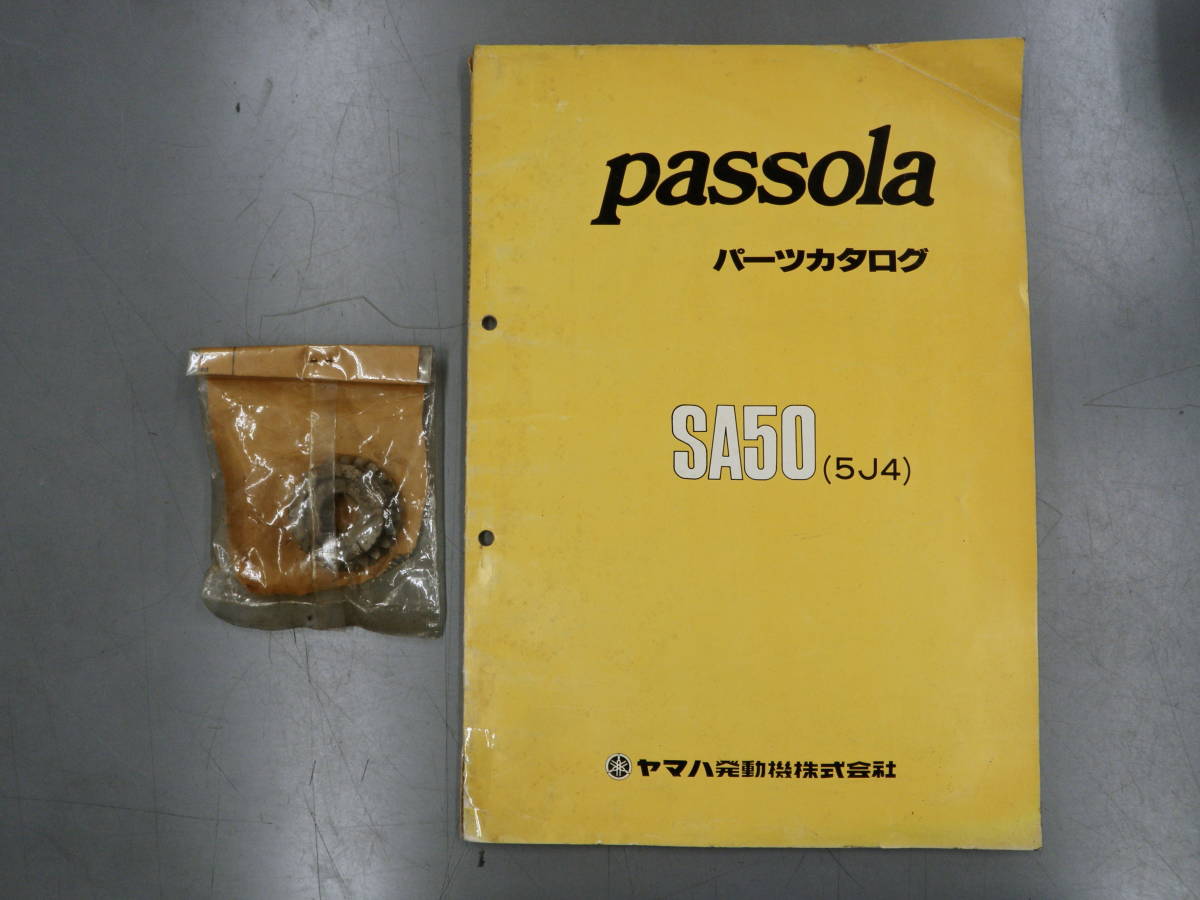 passola
パーツカタログ
SA50 (5J4)
ヤマハ発動機株式会社